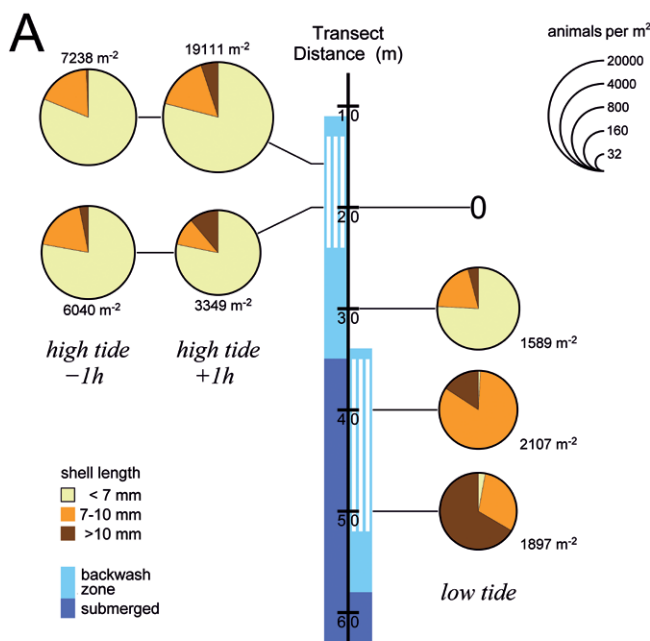 A
7238 m-2
19111 m-2
Transect
Distance (m)
animals per m2
20000
4000
800
160
32
10
20
0
6040 m-2
3349 m-2
30
1589 m-2
high tide
−1h
high tide
+1h
40
2107 m-2
shell length
< 7 mm
7-10 mm
>10 mm
50
1897 m-2
backwash
zone
submerged
low tide
60